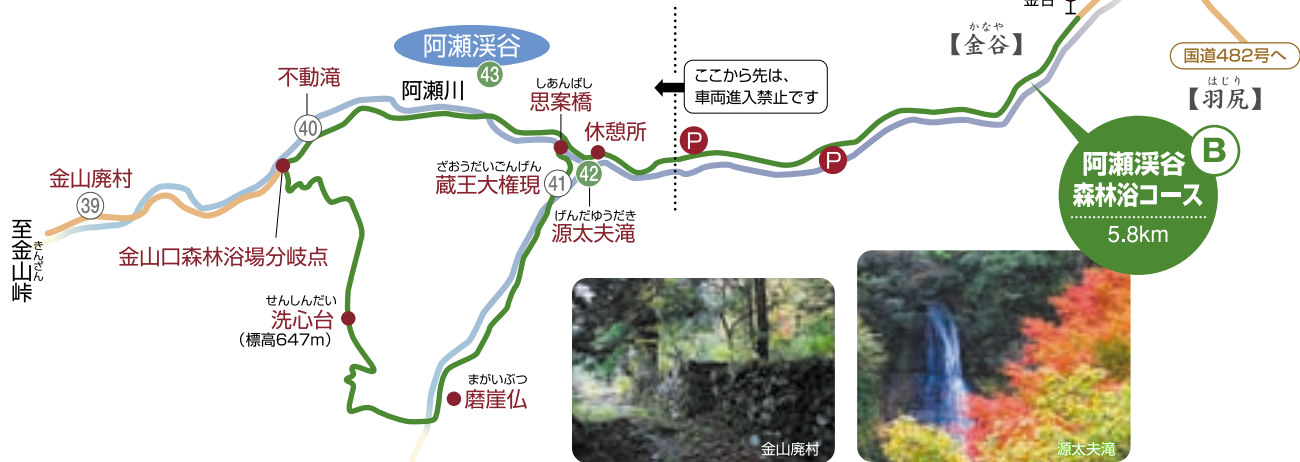 金谷
かなや
【金谷】
国道482号へ
はじり
【羽尻】
阿瀬渓谷
43
不動滝
阿瀬川
しあんばし
思案橋
ここから先は、
車両進入禁止です
休憩所
P
P
B
阿瀬渓谷
森林浴コース
5.8km
40
金山廃村
39
ざおうだいごんげん
蔵王大権現
41
42
げんだゆうだき
源太夫滝
至金山峠
きんざん
金山口森林浴場分岐点
せんしんだい
洗心台
(標高647m)
まがいぶつ
磨崖仏
金山廃村
源太夫滝